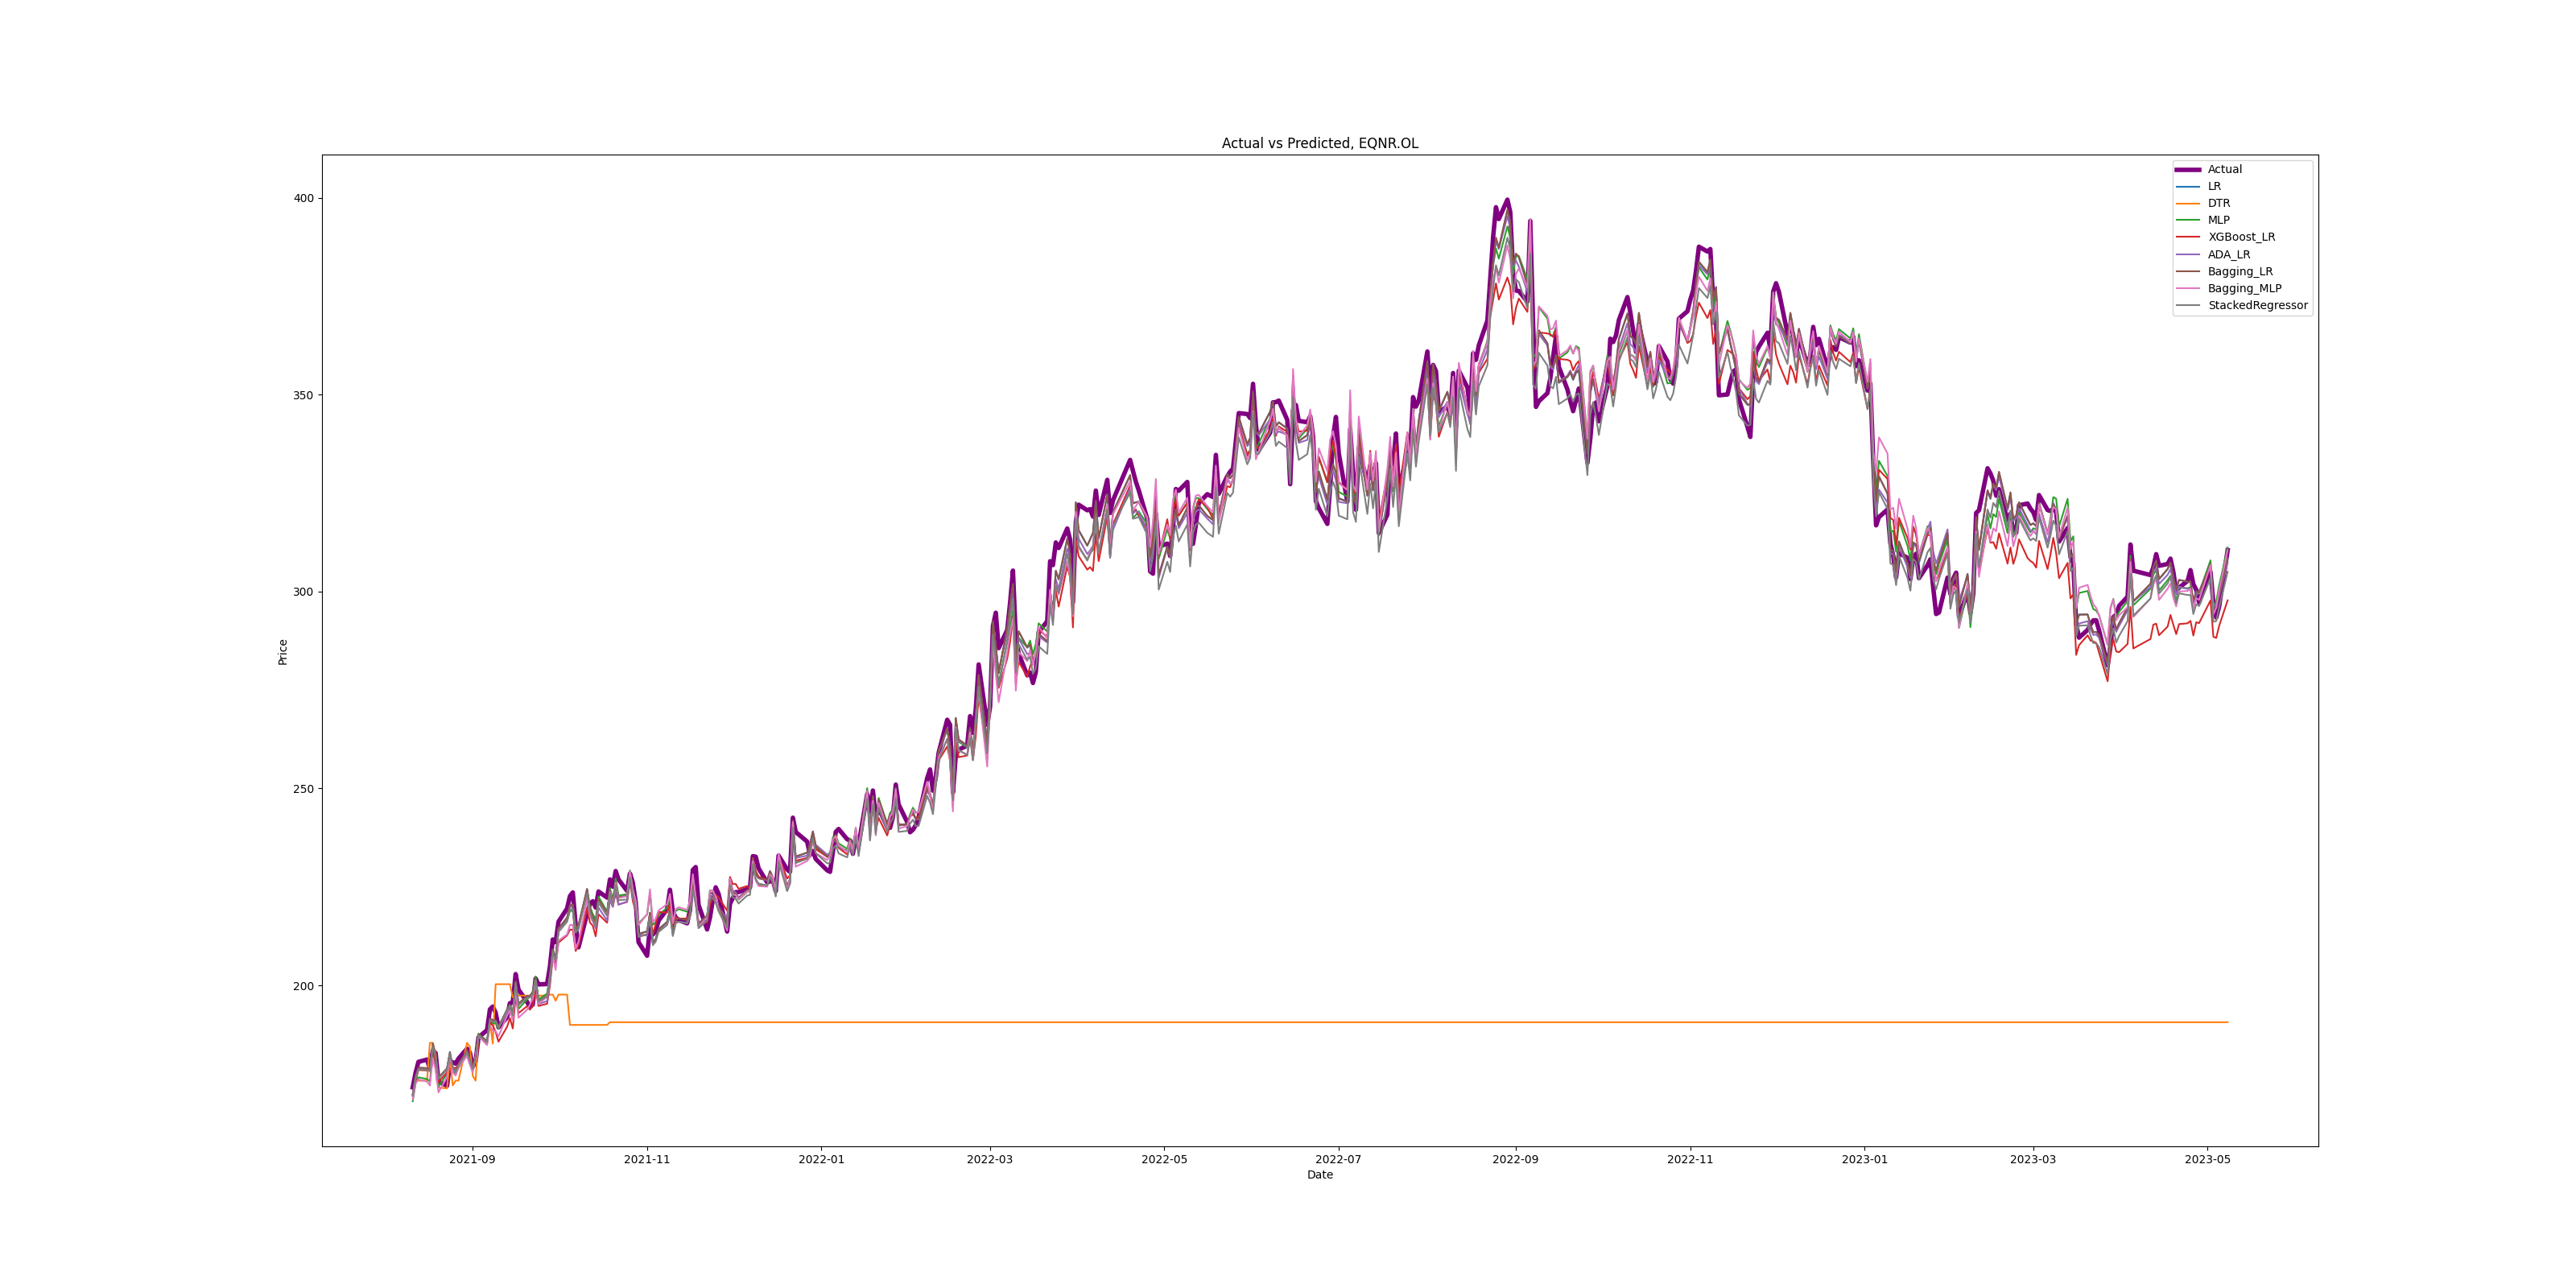 Actual vs Predicted, EQNR.OL
Actual
LR
DTR
MLP
XGBoost_LR
ADA_LR
Bagging_LR
Bagging_MLP
StackedRegressor
Price
400
350
300
250
200
2021-09 2021-11 2022-01 2022-03 2022-05 2022-07 2022-09 2022-11 2023-01 2023-03 2023-05
Date